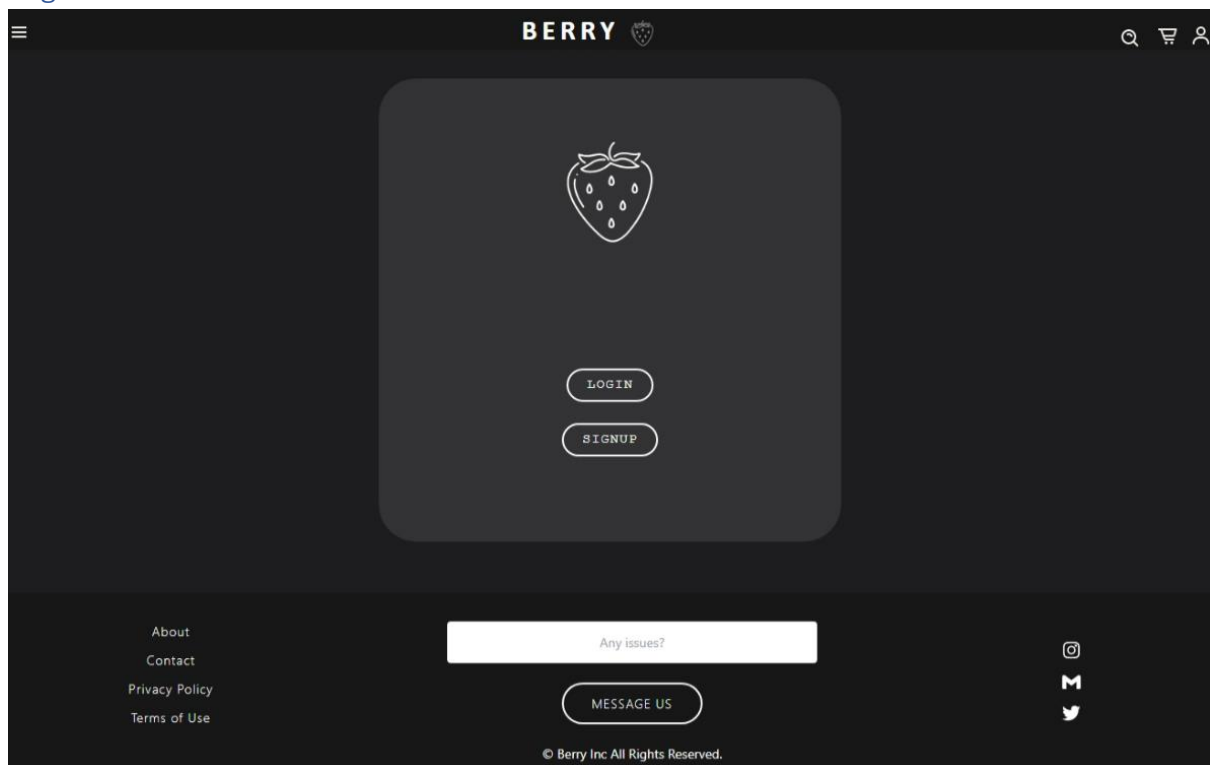 BERRY
LOGIN
SIGNUP
About
Contact
Privacy Policy
Terms of Use
Any issues?
MESSAGE US
© Berry Inc All Rights Reserved.